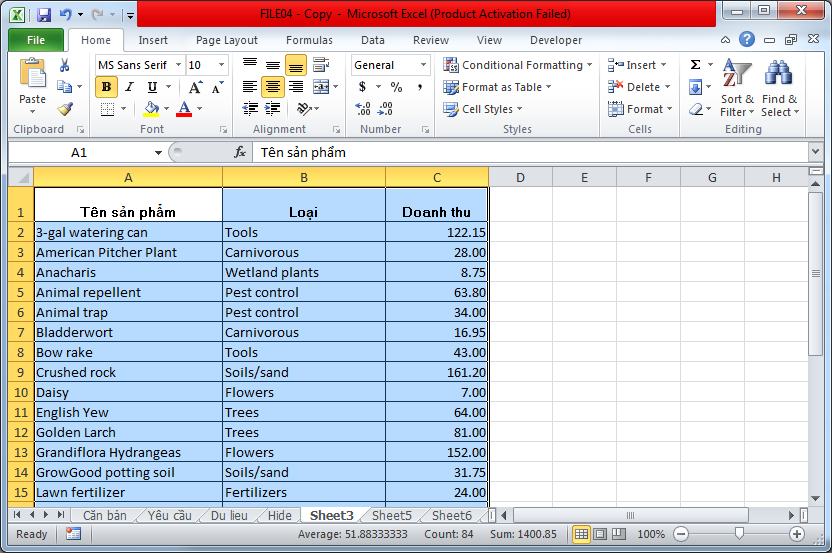 FILE04 - Copy - Microsoft Excel (Product Activation Failed)
File Home Insert Page Layout Formulas Data Review View Developer
Paste
Clipboard
MS Sans Serif 10
B I U A A
A
Font
Alignment
General
$ % ,
Number
Conditional Formatting
Format as Table
Cell Styles
Styles
Insert
Delete
Format
Cells
Σ
Sort & Filter
Find & Select
Editing
A1 fx Tên sản phẩm
A B C D E F G H
1 Tên sản phẩm Loại Doanh thu
2 3-gal watering can Tools 122.15
3 American Pitcher Plant Carnivorous 28.00
4 Anacharis Wetland plants 8.75
5 Animal repellent Pest control 63.80
6 Animal trap Pest control 34.00
7 Bladderwort Carnivorous 16.95
8 Bow rake Tools 43.00
9 Crushed rock Soils/sand 161.20
10 Daisy Flowers 7.00
11 English Yew Trees 64.00
12 Golden Larch Trees 81.00
13 Grandiflora Hydrangeas Flowers 152.00
14 GrowGood potting soil Soils/sand 31.75
15 Lawn fertilizer Fertilizers 24.00
Căn bản Yêu cầu Du lieu Hide Sheet3 Sheet5 Sheet6
Ready Average: 51.88333333 Count: 84 Sum: 1400.85 100%